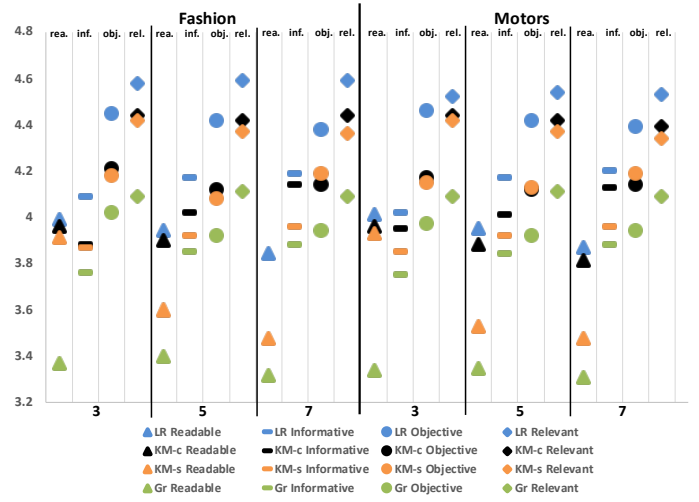 Fashion Motors
4.8 rea. inf. obj. rel. rea. inf. obj. rel. rea. inf. obj. rel. rea. inf. obj. rel. rea. inf. obj. rel. rea. inf. obj. rel.
4.6
4.4
4.2
4
3.8
3.6
3.4
3.2
3 5 7 3 5 7
LR Readable LR Informative LR Objective LR Relevant
KM-c Readable KM-c Informative KM-c Objective KM-c Relevant
KM-s Readable KM-s Informative KM-s Objective KM-s Relevant
Gr Readable Gr Informative Gr Objective Gr Relevant